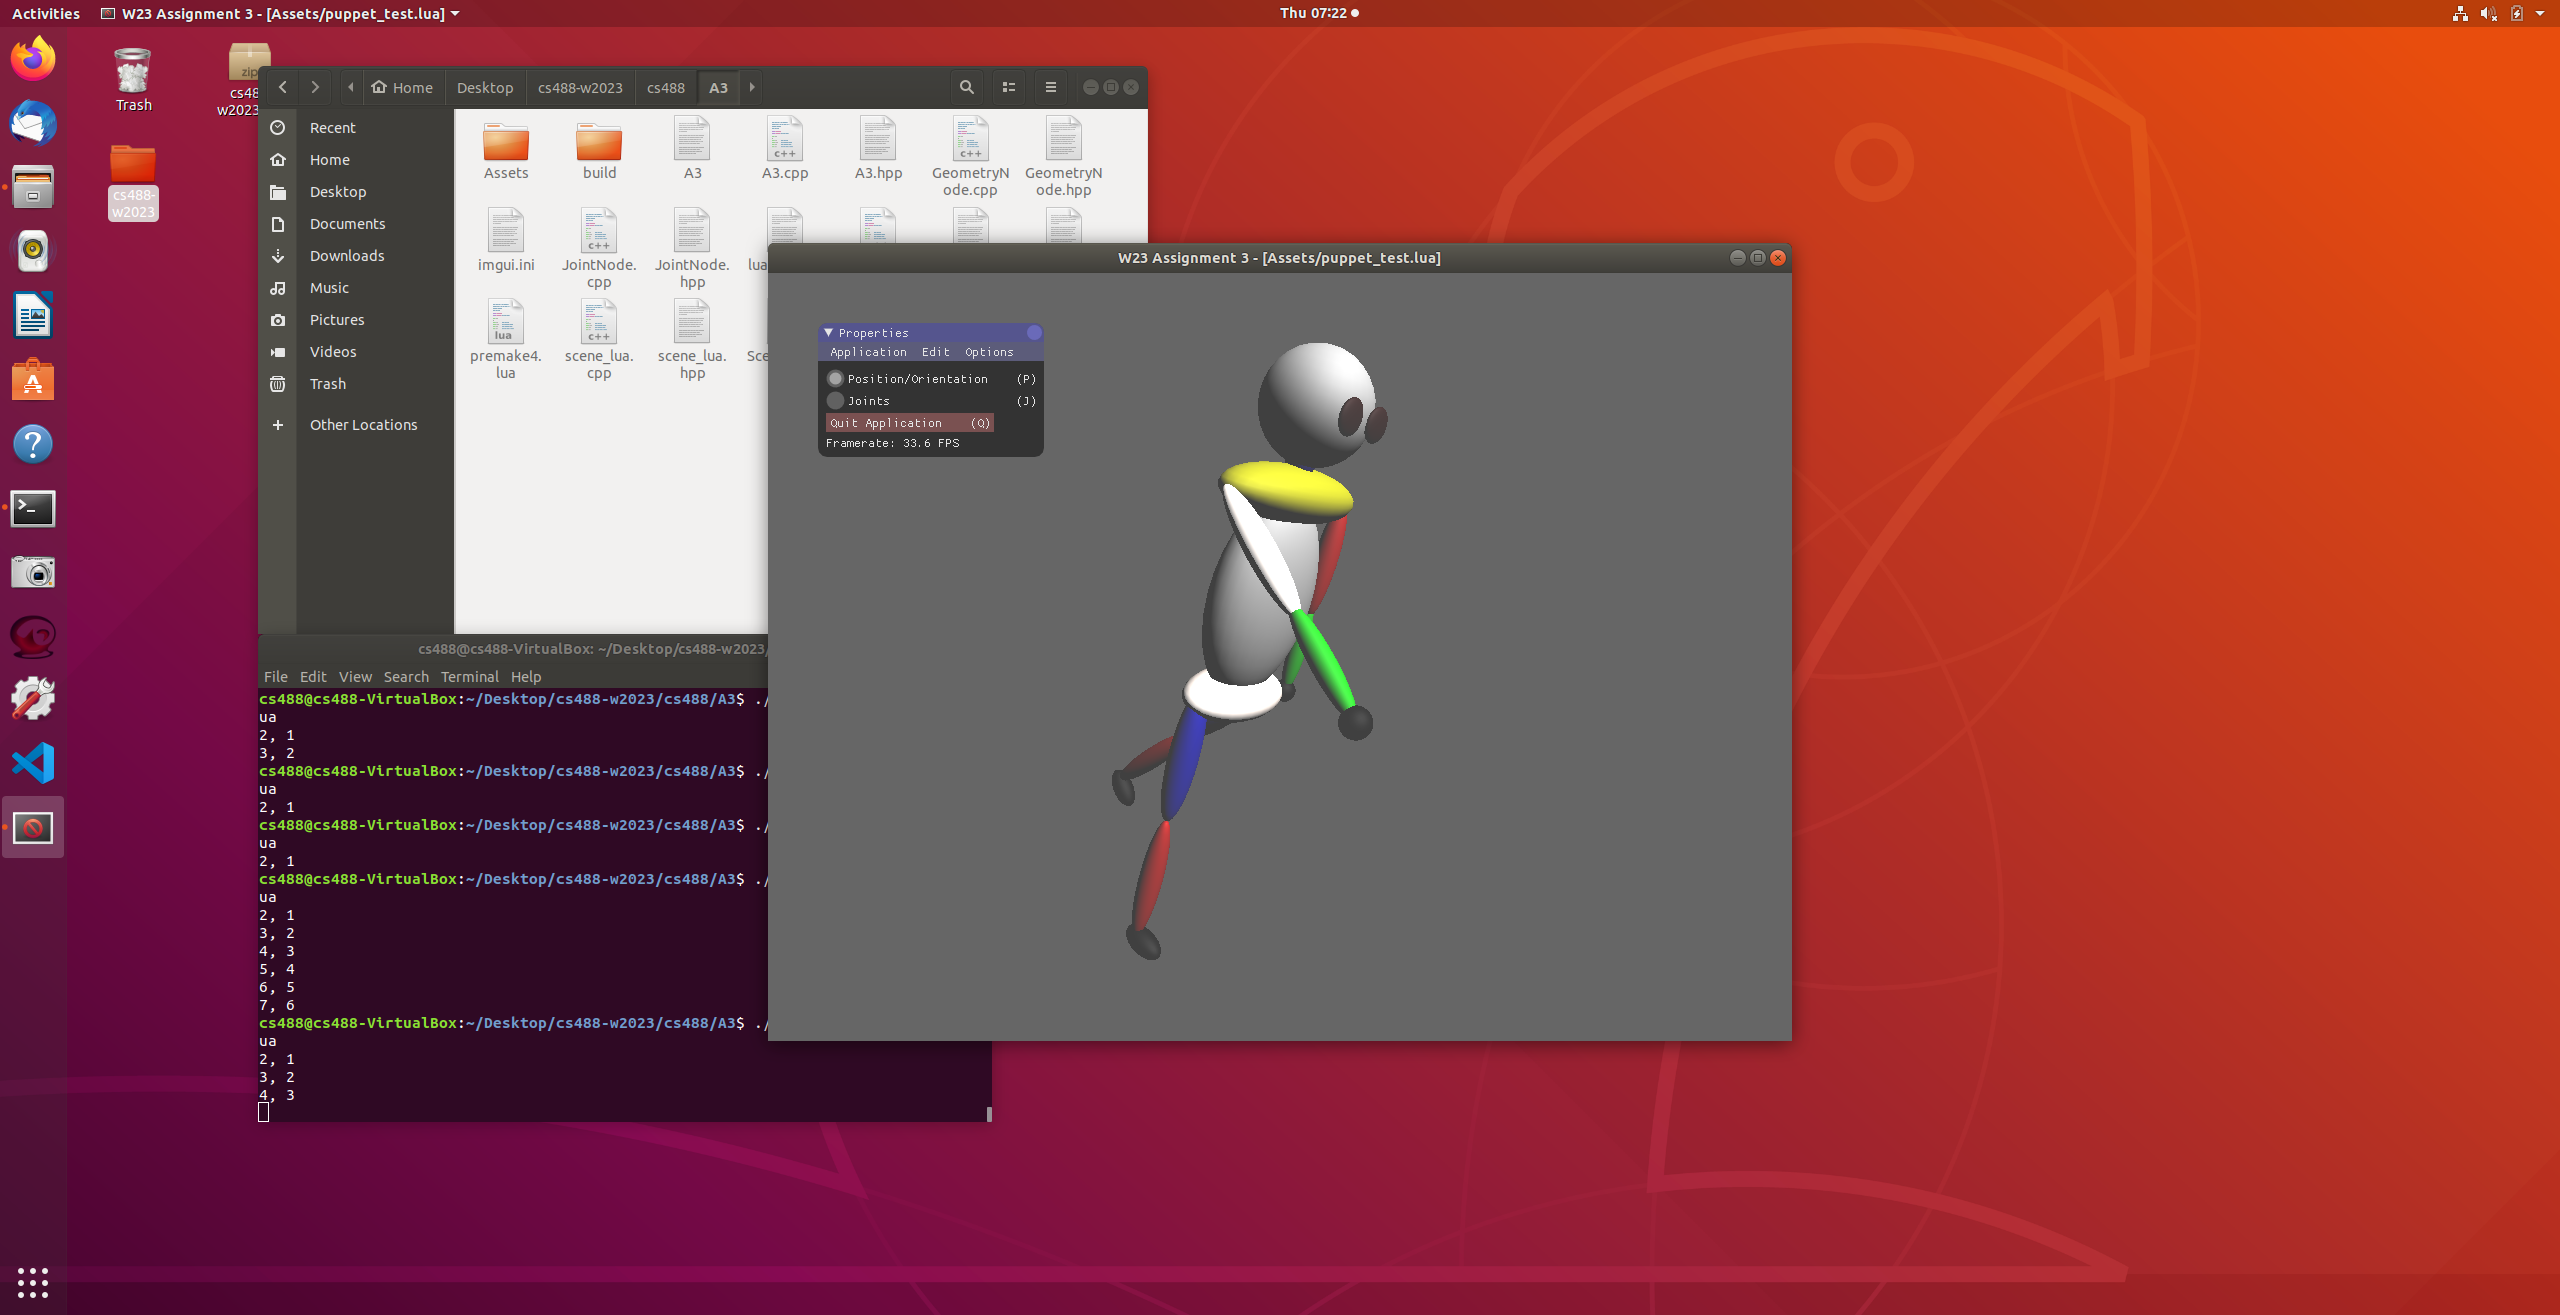 Activities
W23 Assignment 3 - [Assets/puppet_test.lua]
Thu 07:22
Trash
zip
cs48
w2023
cs488-
w2023
Home
Desktop
cs488-w2023
cs488
A3
Recent
Home
Desktop
Documents
Downloads
Music
Pictures
Videos
Trash
Other Locations
Assets
build
A3
c++
A3.cpp
A3.hpp
c++
GeometryN
ode.cpp
GeometryN
ode.hpp
imgui.ini
c++
JointNode.
cpp
JointNode.
hpp
lua
lua
premake4.
lua
c++
scene_lua.
cpp
scene_lua.
hpp
Sce
W23 Assignment 3 - [Assets/puppet_test.lua]
Properties
Application Edit Options
Position/Orientation (P)
Joints (J)
Quit Application (Q)
Framerate: 33.6 FPS
cs488@cs488-VirtualBox: ~/Desktop/cs488-w2023/
File Edit View Search Terminal Help
cs488@cs488-VirtualBox:~/Desktop/cs488-w2023/cs488/A3$ ./
ua
2, 1
3, 2
cs488@cs488-VirtualBox:~/Desktop/cs488-w2023/cs488/A3$ ./
ua
2, 1
cs488@cs488-VirtualBox:~/Desktop/cs488-w2023/cs488/A3$ ./
ua
2, 1
cs488@cs488-VirtualBox:~/Desktop/cs488-w2023/cs488/A3$ ./
ua
2, 1
3, 2
4, 3
5, 4
6, 5
7, 6
cs488@cs488-VirtualBox:~/Desktop/cs488-w2023/cs488/A3$ ./
ua
2, 1
3, 2
4, 3